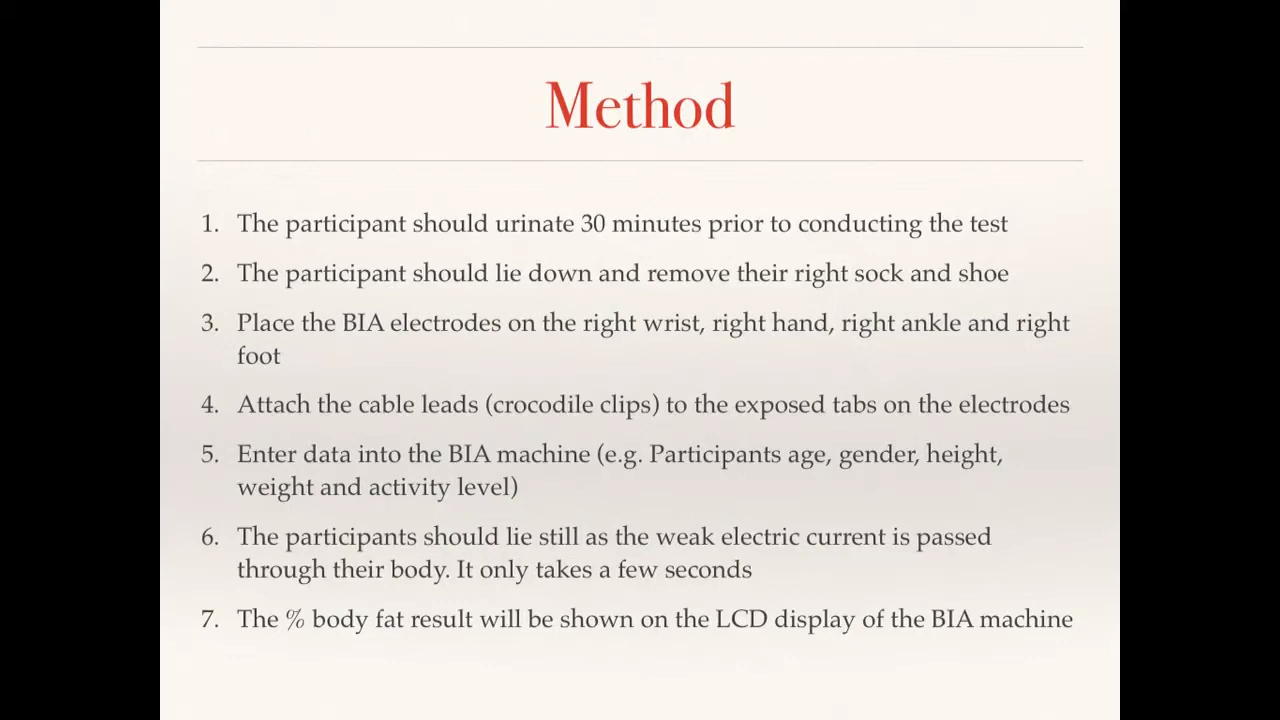 Method
1. The participant should urinate 30 minutes prior to conducting the test
2. The participant should lie down and remove their right sock and shoe
3. Place the BIA electrodes on the right wrist, right hand, right ankle and right
foot
4. Attach the cable leads (crocodile clips) to the exposed tabs on the electrodes
5. Enter data into the BIA machine (e.g. Participants age, gender, height,
weight and activity level)
6. The participants should lie still as the weak electric current is passed
through their body. It only takes a few seconds
7. The % body fat result will be shown on the LCD display of the BIA machine